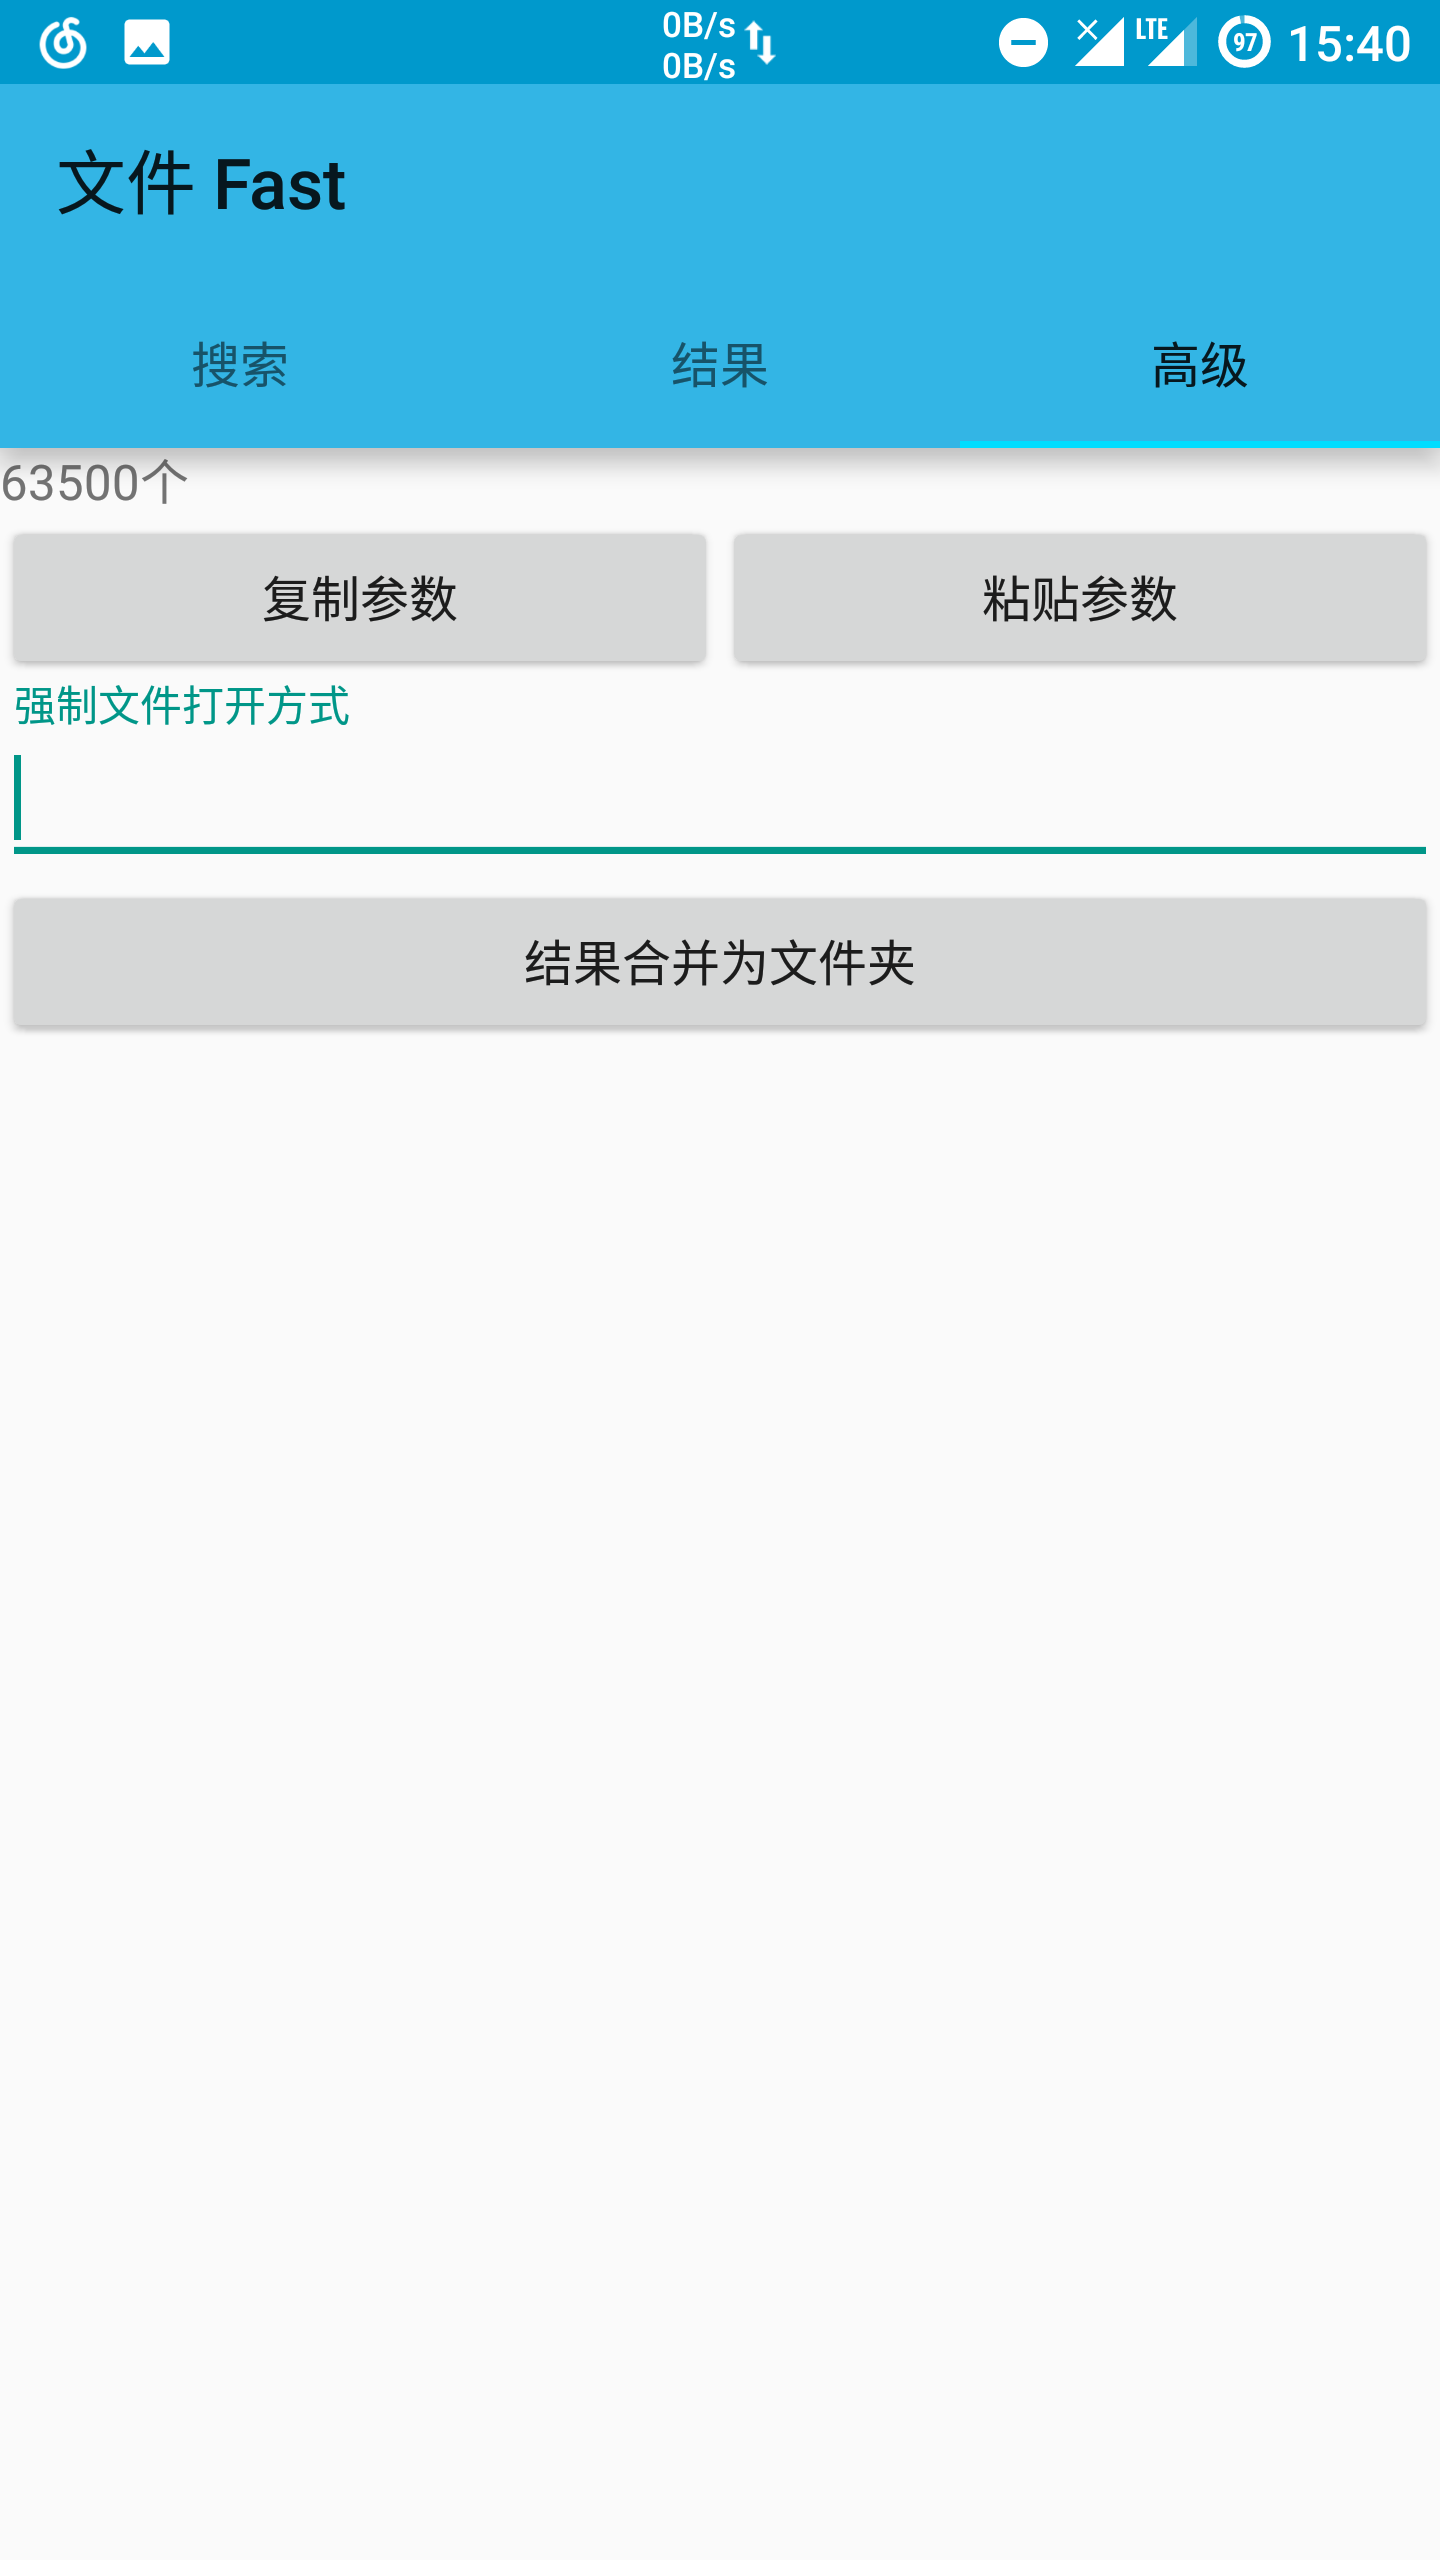 0B/s
0B/s
LTE
97
15:40
文件 Fast
搜索
结果
高级
63500个
复制参数
粘贴参数
强制文件打开方式
结果合并为文件夹